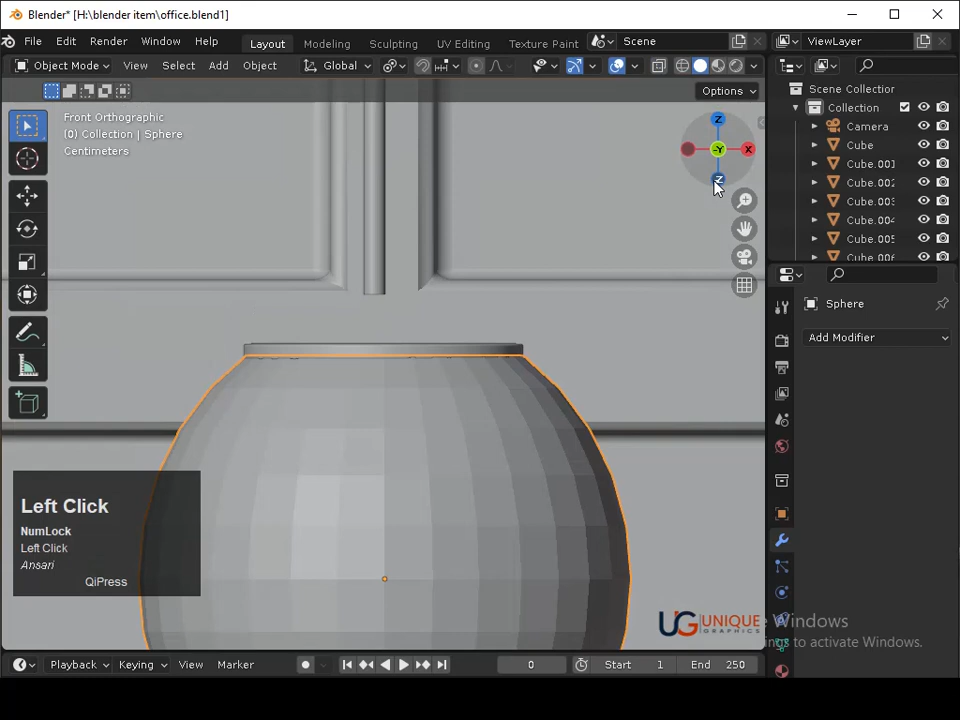 Blender* [H:\blender item\office.blend1]
File Edit Render Window Help
Layout Modeling Sculpting UV Editing Texture Paint
Scene
ViewLayer
Object Mode View Select Add Object Global
Options
Front Orthographic
(0) Collection | Sphere
Centimeters
Z
-Y
X
Z
Scene Collection
Collection
Camera
Cube
Cube.001
Cube.002
Cube.003
Cube.004
Cube.005
Cube.006
Sphere
Add Modifier
Left Click
NumLock
Left Click
Ansari
QiPress
UG UNIQUE
GRAPHICS
Windows
to activate Windows.
Playback Keying View Marker
0
Start 1 End 250